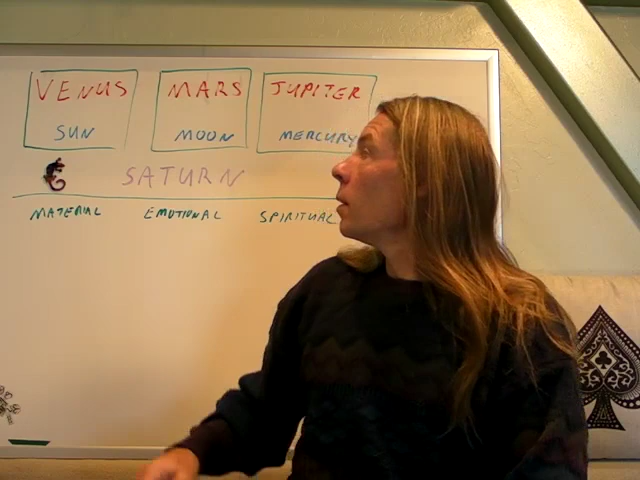 VENUS MARS JUPITER
SUN MOON MERCURY
SATURN
MATERIAL EMOTIONAL SPIRITUAL